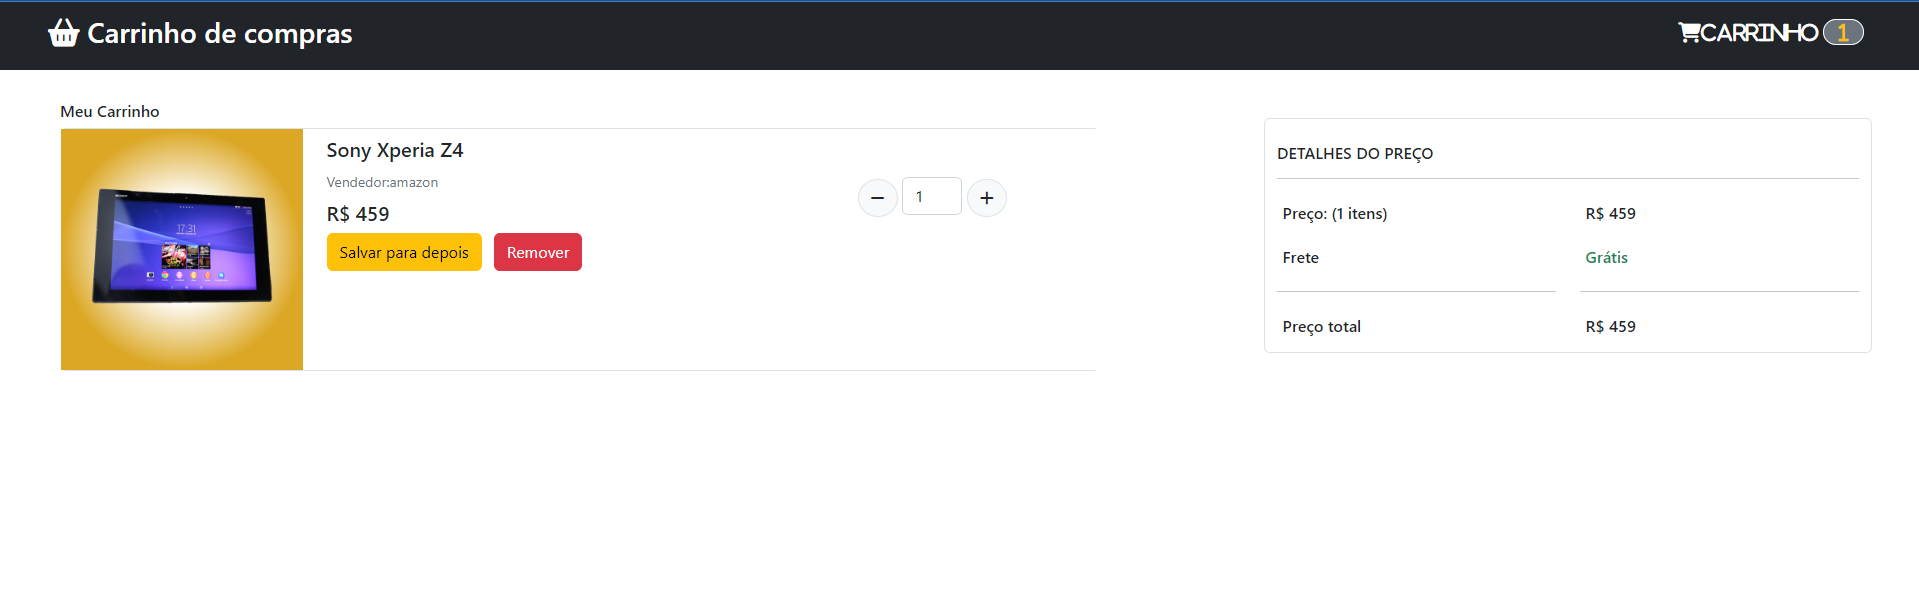 Carrinho de compras
CARRINHO 1
Meu Carrinho
Sony Xperia Z4
Vendedor:amazon
R$ 459
Salvar para depois
Remover
1
DETALHES DO PREÇO
Preço: (1 itens) R$ 459
Frete Grátis
Preço total R$ 459
17:31